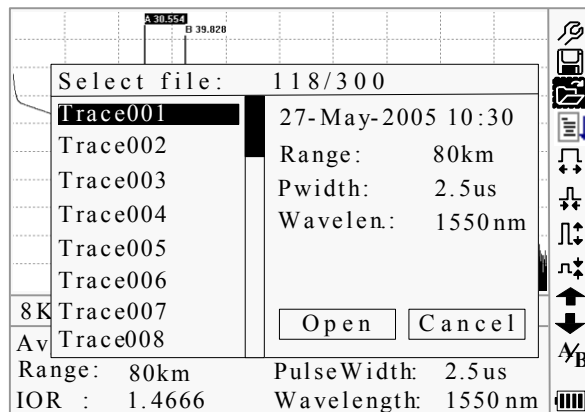 A 30.554
B 39.828
Select file: 118/300
Trace001
Trace002
Trace003
Trace004
Trace005
Trace006
Trace007
Trace008
27-May-2005 10:30
Range: 80km
Pwidth: 2.5us
Wavelen.: 1550nm
Open Cancel
8K
Av
Range: 80km PulseWidth: 2.5us
IOR : 1.4666 Wavelength: 1550nm
A/B